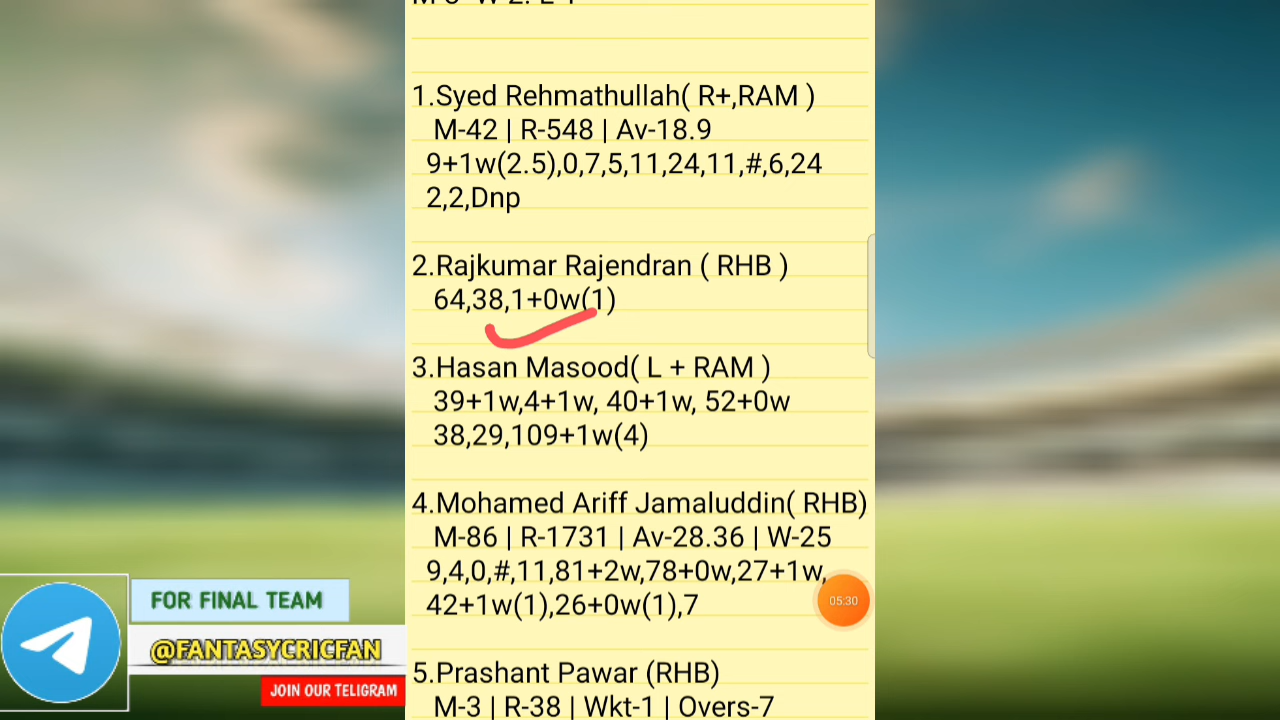 1.Syed Rehmathullah( R+,RAM )
M-42 | R-548 | Av-18.9
9+1w(2.5),0,7,5,11,24,11,#,6,24
2,2,Dnp
2.Rajkumar Rajendran ( RHB )
64,38,1+0w(1)
3.Hasan Masood( L + RAM )
39+1w,4+1w, 40+1w, 52+0w
38,29,109+1w(4)
4.Mohamed Ariff Jamaluddin( RHB)
M-86 | R-1731 | Av-28.36 | W-25
9,4,0,#,11,81+2w,78+0w,27+1w,
42+1w(1),26+0w(1),7
05:30
5.Prashant Pawar (RHB)
M-3 | R-38 | Wkt-1 | Overs-7
FOR FINAL TEAM
@FANTASYCRICFAN
JOIN OUR TELIGRAM